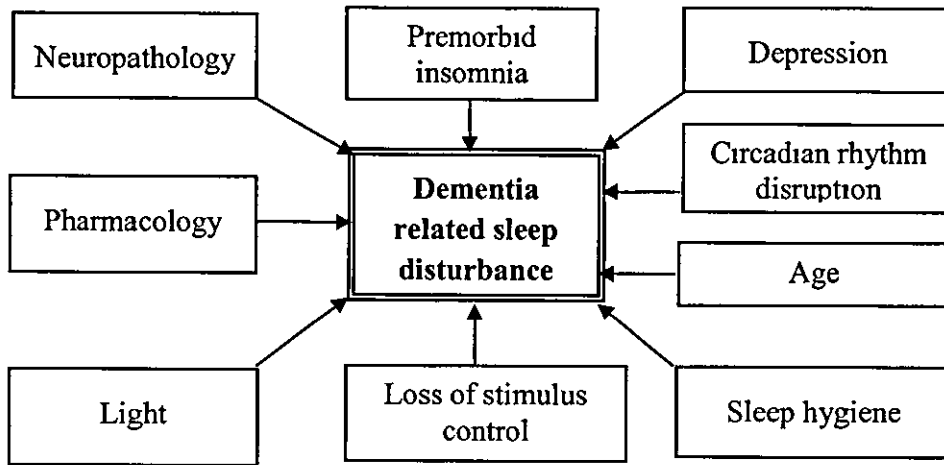 Neuropathology
Premorbid
insomnia
Depression
Circadian rhythm
disruption
Pharmacology
Dementia
related sleep
disturbance
Age
Light
Loss of stimulus
control
Sleep hygiene